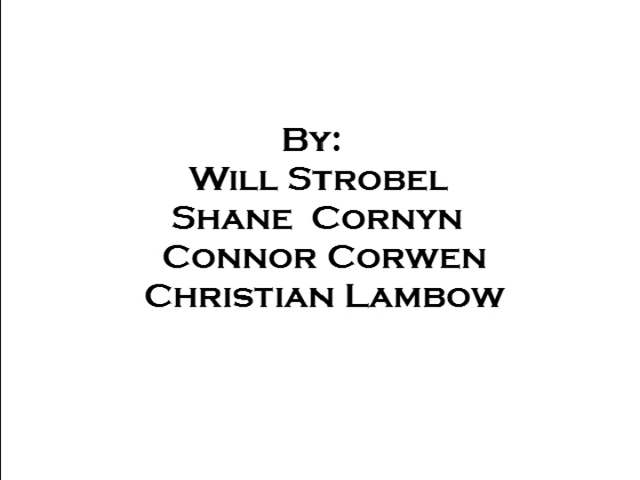 By:
Will Strobel
Shane Cornyn
Connor Corwen
Christian Lambow